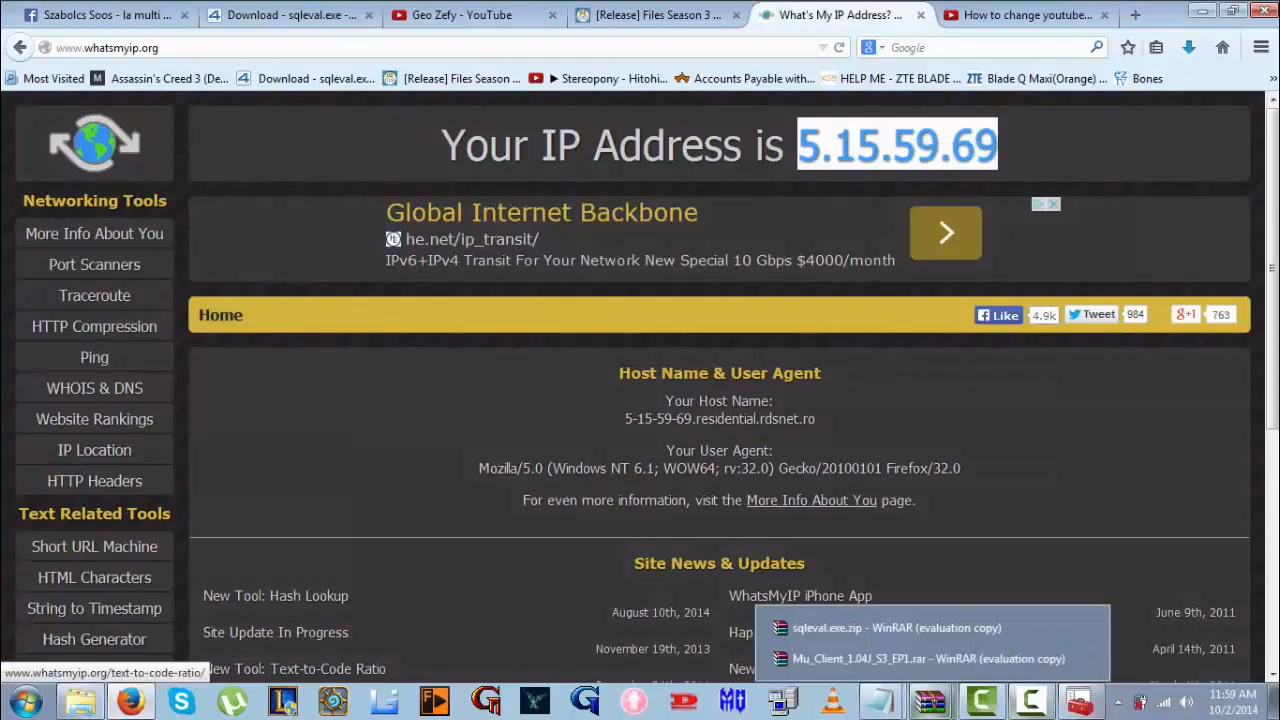 Szabolcs Soos - la multi ...
Download - sqleval.exe -...
Geo Zefy - YouTube
[Release] Files Season 3 ...
What's My IP Address? ...
How to change youtube...
www.whatsmyip.org
Google
Most Visited
Assassin's Creed 3 (De...
Download - sqleval.ex...
[Release] Files Season ...
▶ Stereopony - Hitohi...
Accounts Payable with...
HELP ME - ZTE BLADE ...
ZTE Blade Q Maxi(Orange) ...
Bones
»
Your IP Address is 5.15.59.69
Global Internet Backbone
he.net/ip_transit/
IPv6+IPv4 Transit For Your Network New Special 10 Gbps $4000/month
Networking Tools
More Info About You
Port Scanners
Traceroute
HTTP Compression
Ping
WHOIS & DNS
Website Rankings
IP Location
HTTP Headers
Text Related Tools
Short URL Machine
HTML Characters
String to Timestamp
Hash Generator
Home
Like 4.9k Tweet 984 g+1 763
Host Name & User Agent
Your Host Name:
5-15-59-69.residential.rdsnet.ro
Your User Agent:
Mozilla/5.0 (Windows NT 6.1; WOW64; rv:32.0) Gecko/20100101 Firefox/32.0
For even more information, visit the More Info About You page.
Site News & Updates
New Tool: Hash Lookup
August 10th, 2014
Site Update In Progress
November 19th, 2013
New Tool: Text-to-Code Ratio
WhatsMyIP iPhone App
June 9th, 2011
Hap
April 14th, 2011
New
sqleval.exe.zip - WinRAR (evaluation copy)
Mu_Client_1.04J_S3_EP1.rar - WinRAR (evaluation copy)
www.whatsmyip.org/text-to-code-ratio/
11:59 AM
10/2/2014